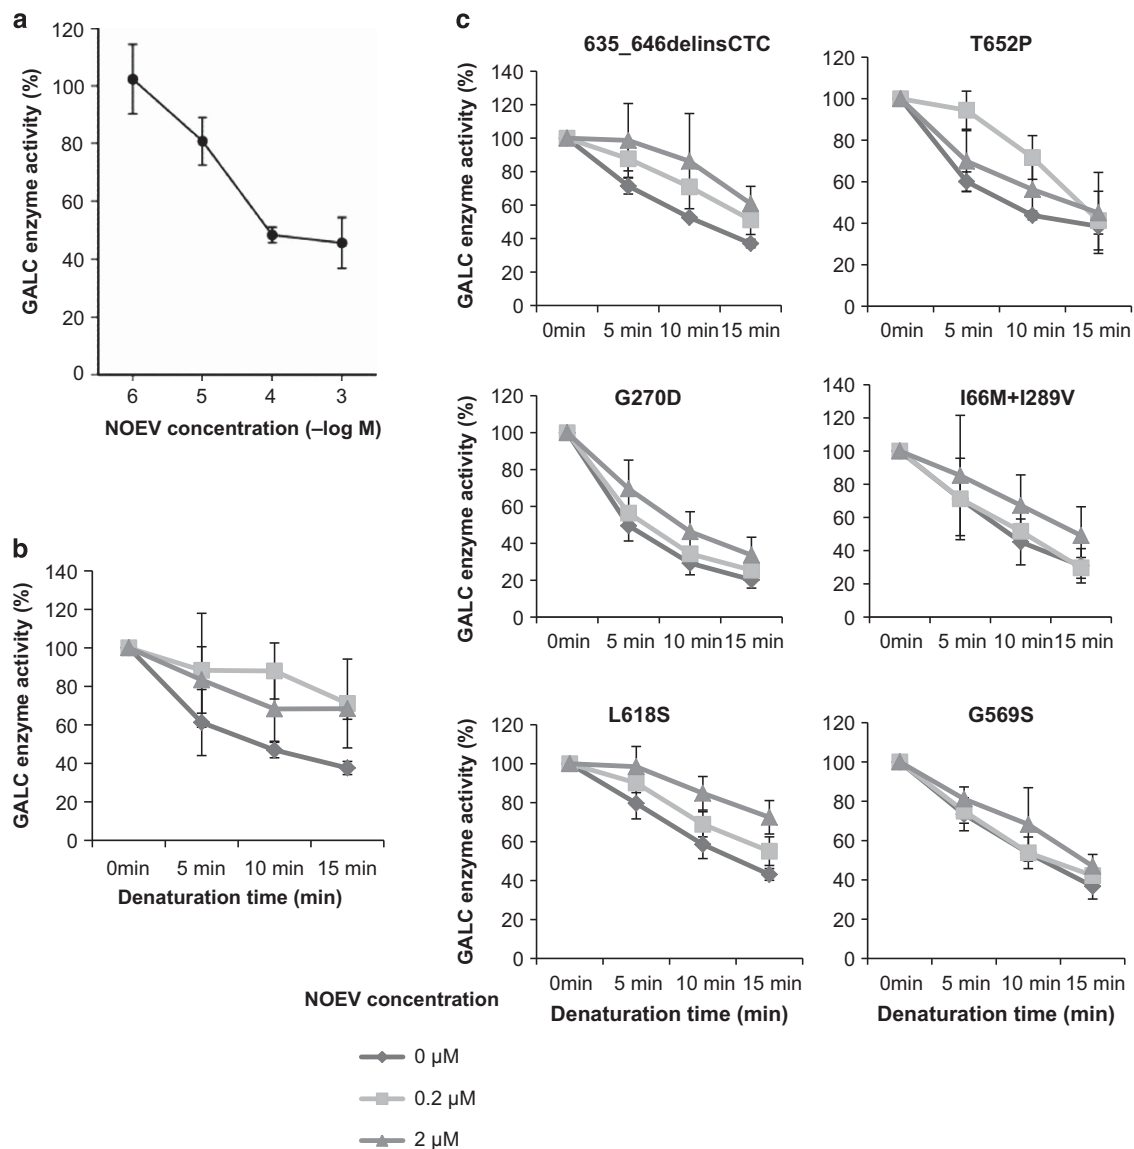 a
GALC enzyme activity (%)
120
100
80
60
40
20
0
6 5 4 3
NOEV concentration (–log M)
b
GALC enzyme activity (%)
140
120
100
80
60
40
20
0
0min 5 min 10 min 15 min
Denaturation time (min)
c
635_646delinsCTC
GALC enzyme activity (%)
140
120
100
80
60
40
20
0
0min 5 min 10 min 15 min
T652P
120
100
80
60
40
20
0
0min 5 min 10 min 15 min
G270D
GALC enzyme activity (%)
120
100
80
60
40
20
0
0min 5 min 10 min 15 min
I66M+I289V
140
120
100
80
60
40
20
0
0min 5 min 10 min 15 min
L618S
GALC enzyme activity (%)
120
100
80
60
40
20
0
0min 5 min 10 min 15 min
Denaturation time (min)
G569S
120
100
80
60
40
20
0
0min 5 min 10 min 15 min
Denaturation time (min)
NOEV concentration
0 µM
0.2 µM
2 µM